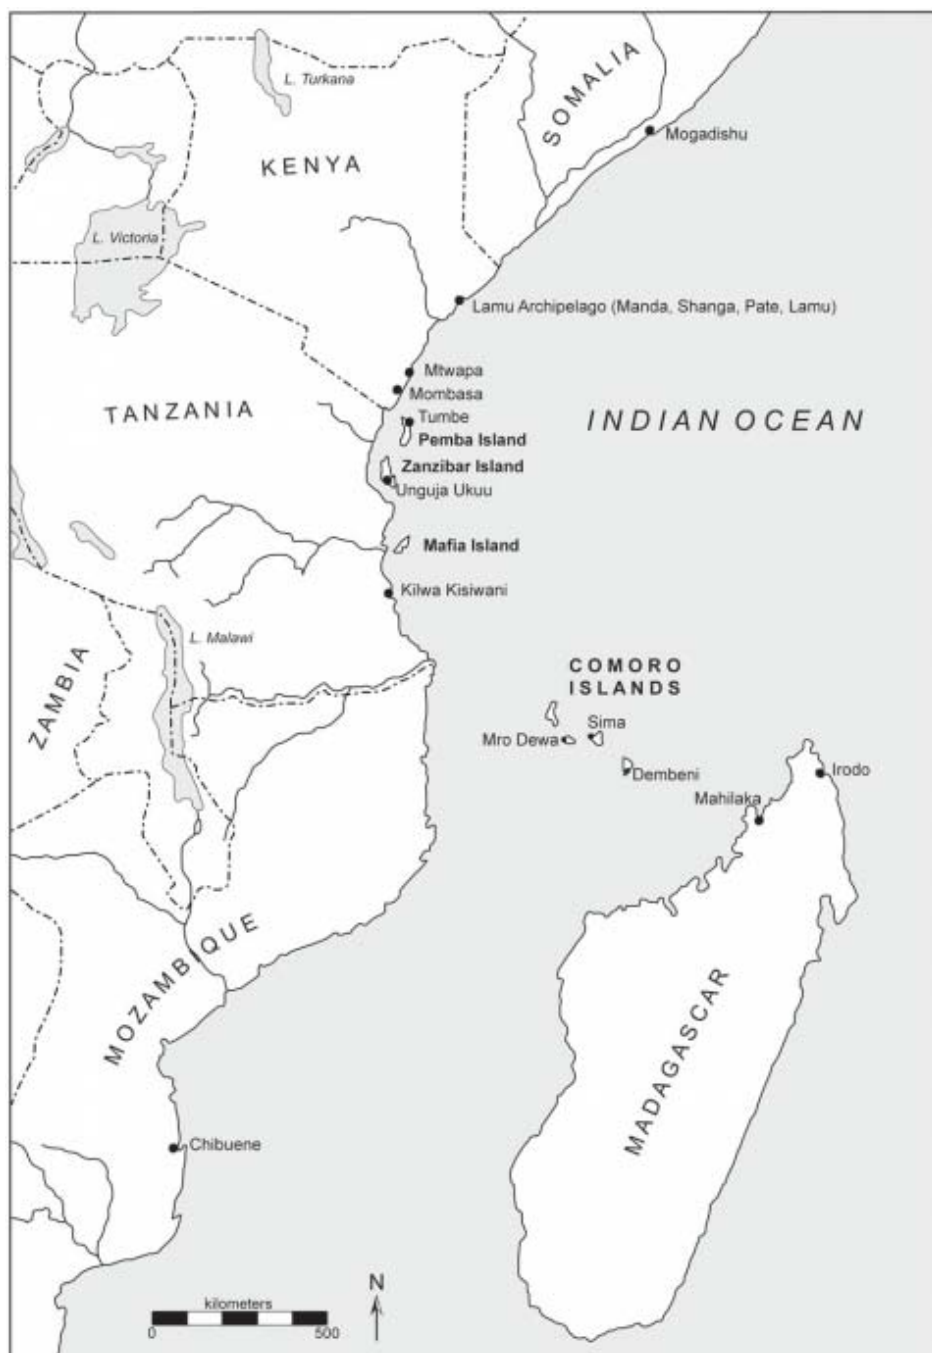 L. Turkana
SOMALIA
Mogadishu
KENYA
L. Victoria
Lamu Archipelago (Manda, Shanga, Pate, Lamu)
Mtwapa
Mombasa
TANZANIA
Tumbe
INDIAN OCEAN
Pemba Island
Zanzibar Island
Unguja Ukuu
Mafia Island
Kilwa Kisiwani
L. Malawi
ZAMBIA
COMORO
ISLANDS
Sima
Mro Dewa
Dembeni
Irodo
Mahilaka
MOZAMBIQUE
MADAGASCAR
Chibuene
N
kilometers
0 500